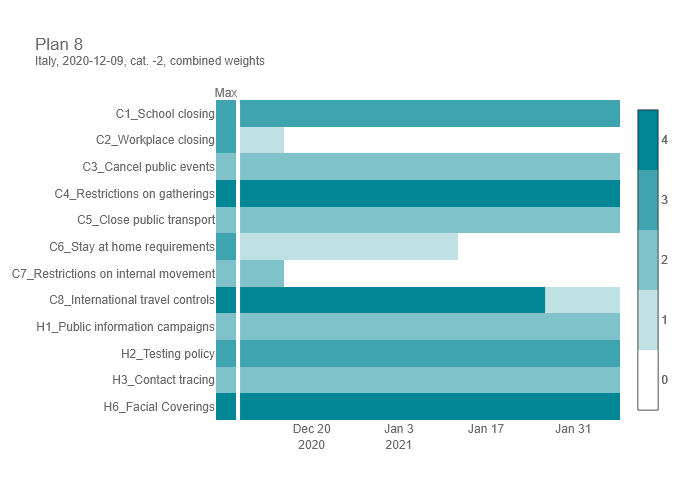 Plan 8
Italy, 2020-12-09, cat. -2, combined weights
Max
C1_School closing
C2_Workplace closing
C3_Cancel public events
C4_Restrictions on gatherings
C5_Close public transport
C6_Stay at home requirements
C7_Restrictions on internal movement
C8_International travel controls
H1_Public information campaigns
H2_Testing policy
H3_Contact tracing
H6_Facial Coverings
Dec 20 Jan 3 Jan 17 Jan 31
2020 2021
4
3
2
1
0